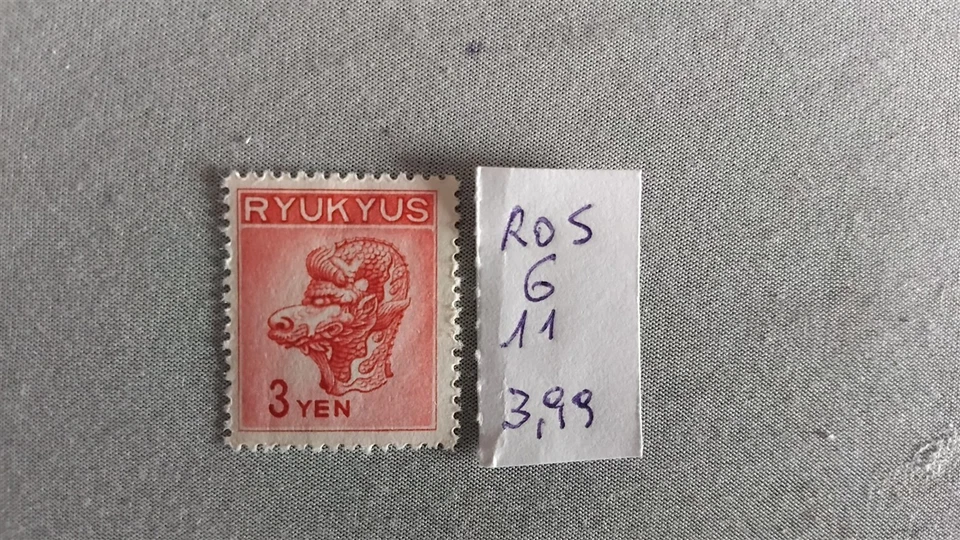 RYUKYUS
3 YEN
ROS
6
11
3,99